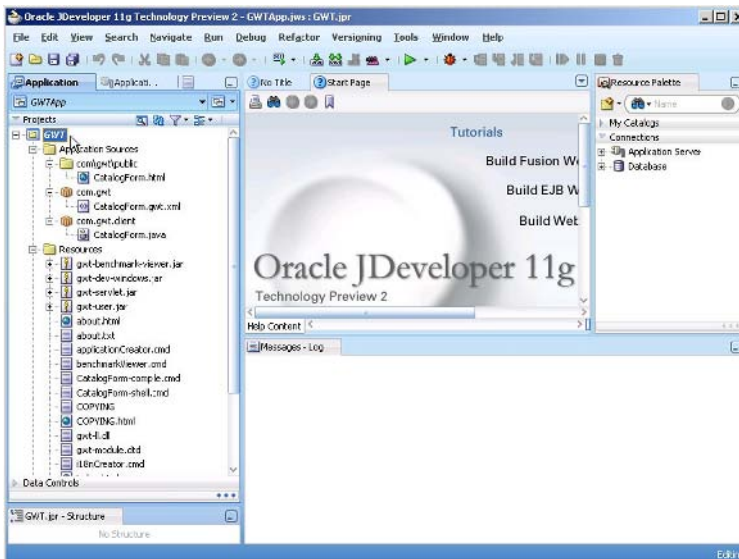 Oracle JDeveloper 11g Technology Preview 2 - GWTApp.jws : GWT.jpr
File Edit View Search Navigate Run Debug Refactor Versioning Tools Window Help
Application
Applicati...
GWTApp
Projects
GWT
Application Sources
com\gwt\public
CatalogForm.html
com.gwt
CatalogForm.gwt.xml
com.gwt.client
CatalogForm.java
Resources
gwt-benchmark-viewer.jar
gwt-dev-windows.jar
gwt-servlet.jar
gwt-user.jar
about.html
about.txt
applicationCreator.cmd
benchmarkViewer.cmd
CatalogForm-compile.cmd
CatalogForm-shell.cmd
COPYING
COPYING.html
gwt-ll.dll
gwt-module.dtd
i18nCreator.cmd
Data Controls
GWT.jpr - Structure
No Structure
No Title
Start Page
Tutorials
Build Fusion We
Build EJB W
Build Web
Oracle JDeveloper 11g
Technology Preview 2
Help Content
Messages - Log
Resource Palette
Name
My Catalogs
Connections
Application Server
Database
Editin